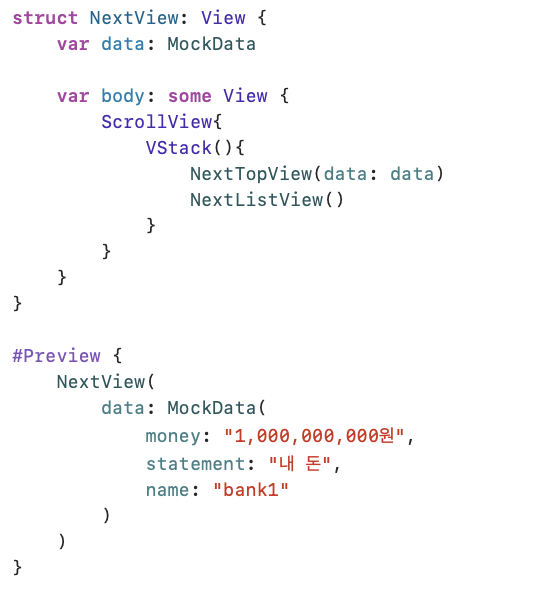 struct NextView: View {
    var data: MockData

    var body: some View {
        ScrollView{
            VStack(){
                NextTopView(data: data)
                NextListView()
            }
        }
    }
}

#Preview {
    NextView(
        data: MockData(
            money: "1,000,000,000원",
            statement: "내 돈",
            name: "bank1"
        )
    )
}